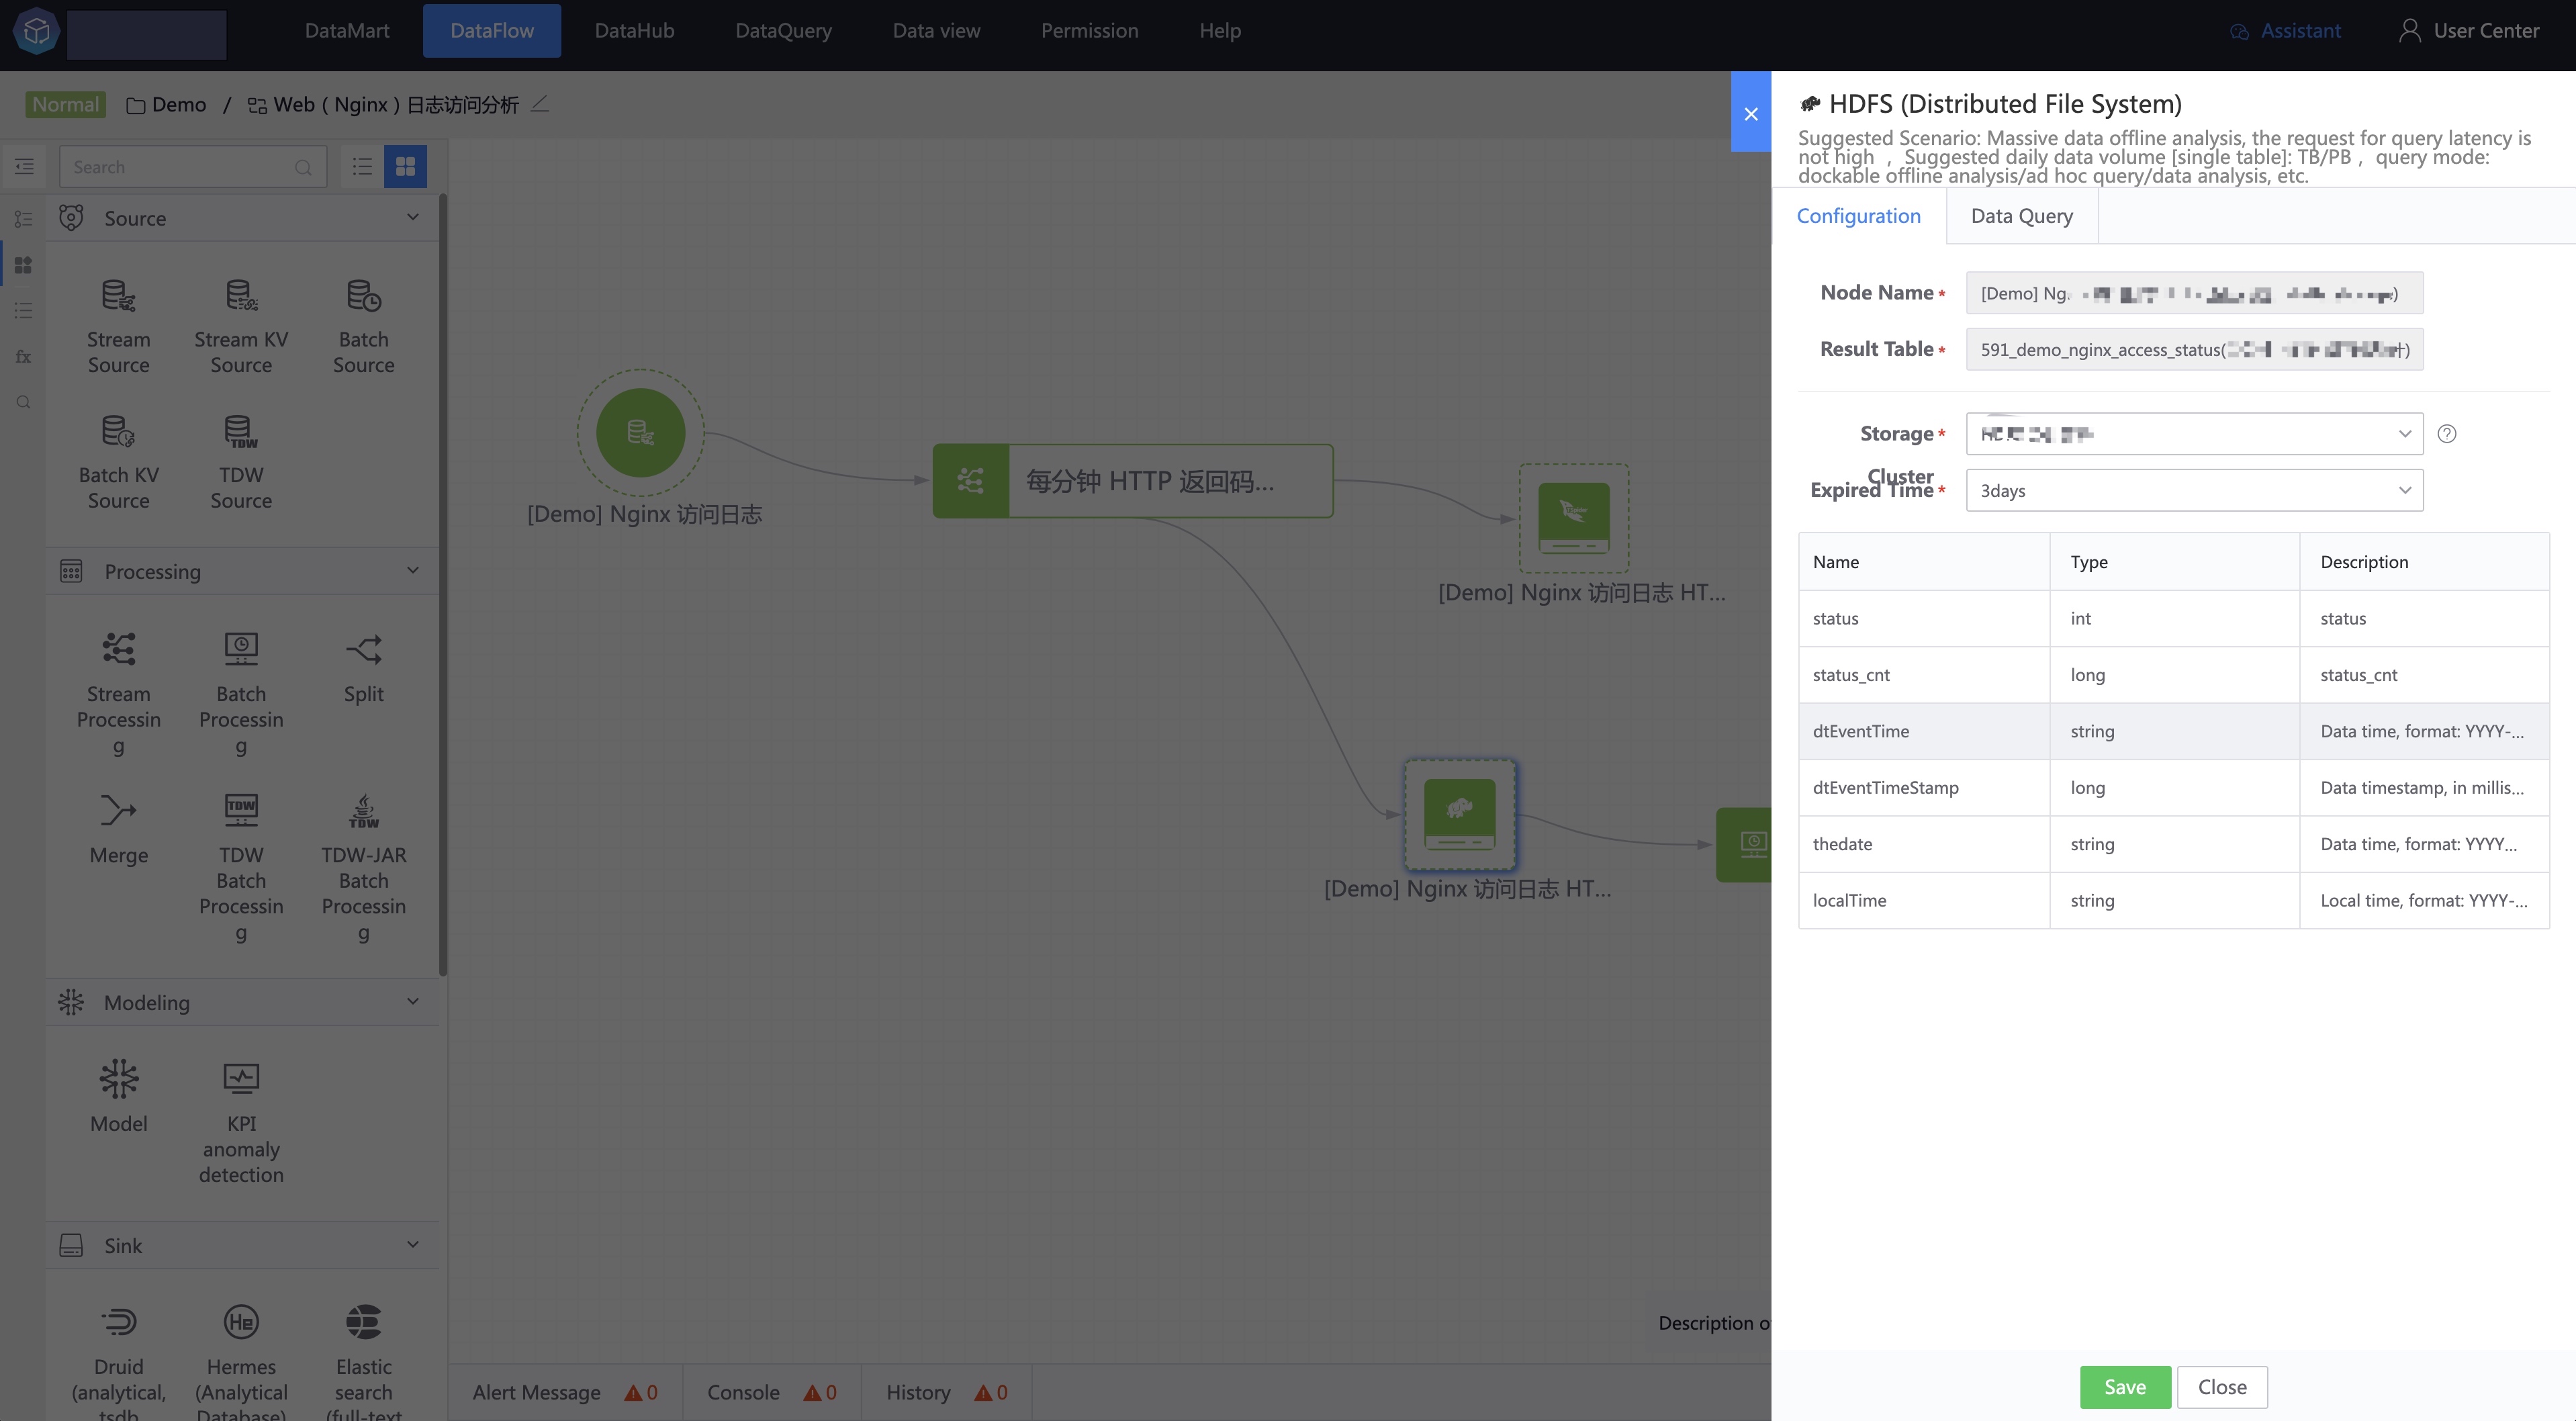 DataMart
DataFlow
DataHub
DataQuery
Data view
Permission
Help
Assistant
User Center
Normal
Demo / Web ( Nginx ) 日志访问分析
Search
Source
Stream
Source
Stream KV
Source
Batch
Source
Batch KV
Source
TDW
TDW
Source
Processing
Stream
Processin
g
Batch
Processin
g
Split
Merge
TDW
TDW
Batch
Processin
g
TDW
TDW-JAR
Batch
Processin
g
Modeling
Model
KPI
anomaly
detection
Sink
Druid
(analytical,
tsdb
He
Hermes
(Analytical
Database)
Elastic
search
(full-text
fx
[Demo] Nginx 访问日志
每分钟 HTTP 返回码...
[Demo] Nginx 访问日志 HT...
[Demo] Nginx 访问日志 HT...
Description o
Alert Message 0
Console 0
History 0
HDFS (Distributed File System)
Suggested Scenario: Massive data offline analysis, the request for query latency is
not high ， Suggested daily data volume [single table]: TB/PB， query mode:
dockable offline analysis/ad hoc query/data analysis, etc.
Configuration
Data Query
Node Name * [Demo] Ng )
Result Table * 591_demo_nginx_access_status( )
Storage *
Cluster
Expired Time * 3days
Name Type Description
status int status
status_cnt long status_cnt
dtEventTime string Data time, format: YYYY-...
dtEventTimeStamp long Data timestamp, in millis...
thedate string Data time, format: YYYY...
localTime string Local time, format: YYYY-...
Save
Close